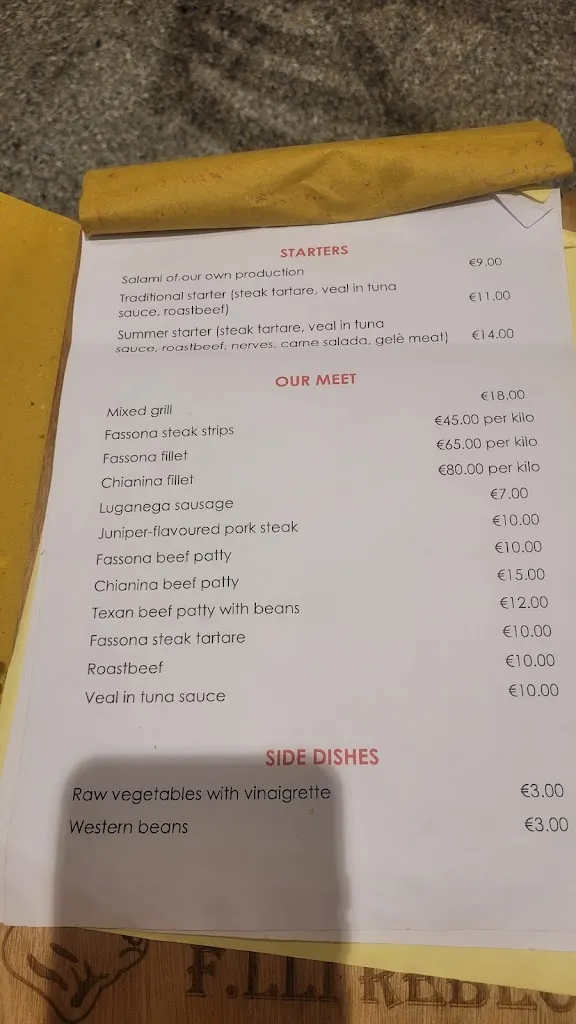 STARTERS
Salami of our own production €9.00
Traditional starter (steak tartare, veal in tuna
sauce, roastbeef) €11.00
Summer starter (steak tartare, veal in tuna
sauce, roastbeef, nerves, carne salada, gelè meat) €14.00
OUR MEET
Mixed grill €18.00
Fassona steak strips €45.00 per kilo
Fassona fillet €65.00 per kilo
Chianina fillet €80.00 per kilo
Luganega sausage €7.00
Juniper-flavoured pork steak €10.00
Fassona beef patty €10.00
Chianina beef patty €15.00
Texan beef patty with beans €12.00
Fassona steak tartare €10.00
Roastbeef €10.00
Veal in tuna sauce €10.00
SIDE DISHES
Raw vegetables with vinaigrette €3.00
Western beans €3.00
F.LLI